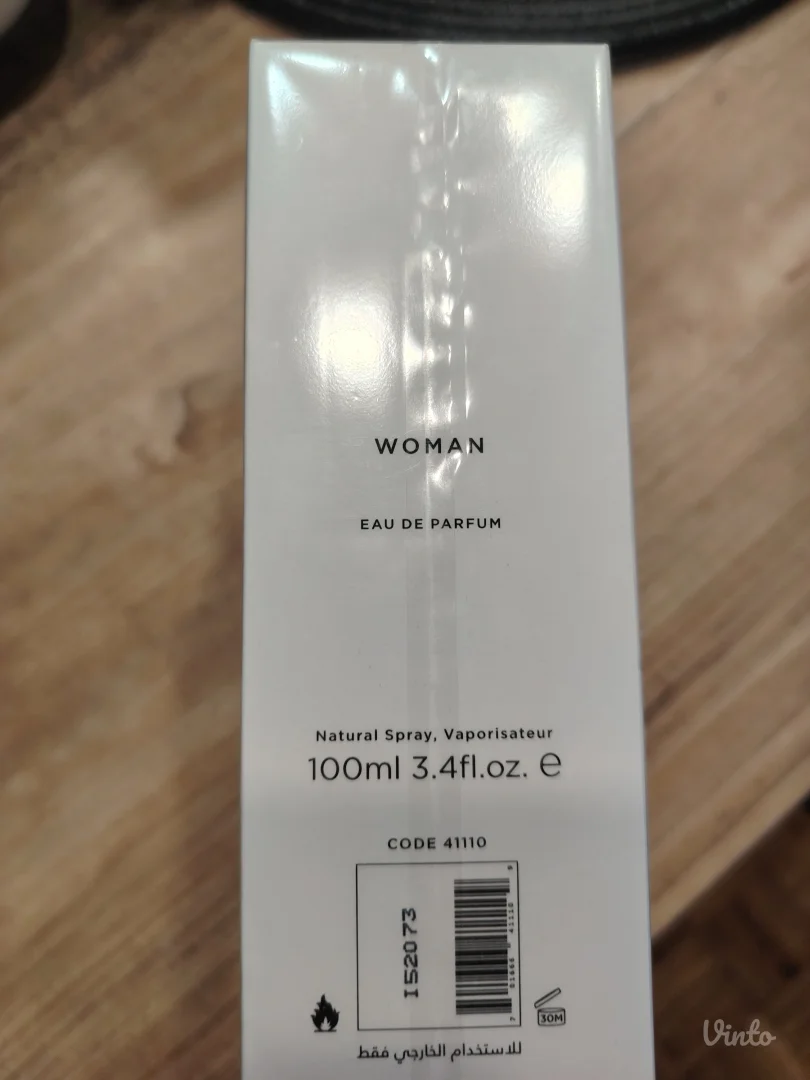 WOMAN
EAU DE PARFUM
Natural Spray, Vaporisateur
100ml 3.4fl.oz. ℮
CODE 41110
I52073
30M
للاستخدام الخارجي فقط
Vinto